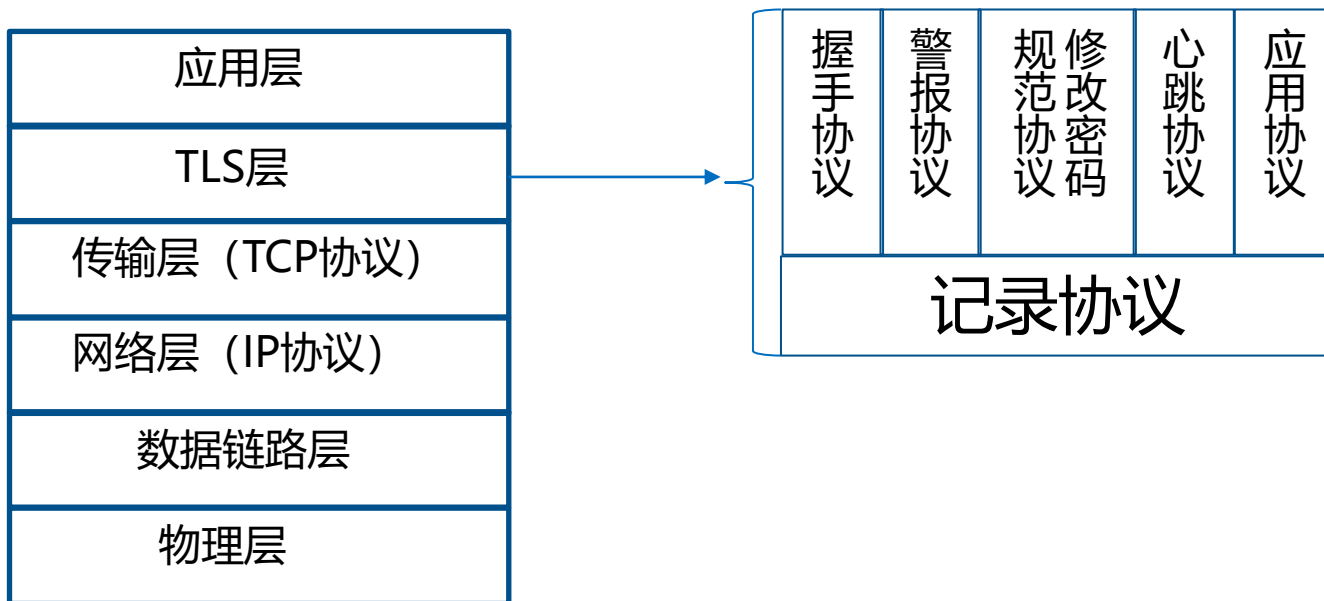 应用层
TLS层
传输层（TCP协议）
网络层（IP协议）
数据链路层
物理层
握手协议
警报协议
修改密码
规范协议
心跳协议
应用协议
记录协议